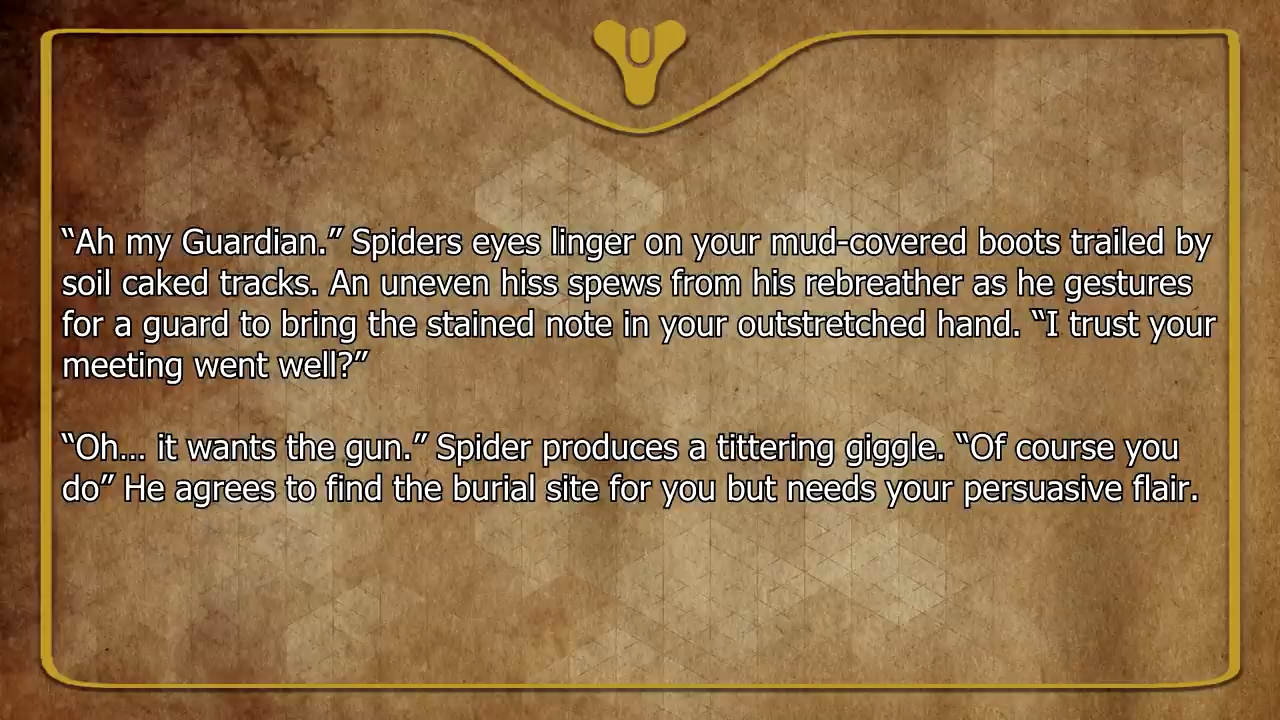 “Ah my Guardian.” Spiders eyes linger on your mud-covered boots trailed by
soil caked tracks. An uneven hiss spews from his rebreather as he gestures
for a guard to bring the stained note in your outstretched hand. “I trust your
meeting went well?”
“Oh... it wants the gun.” Spider produces a tittering giggle. “Of course you
do” He agrees to find the burial site for you but needs your persuasive flair.